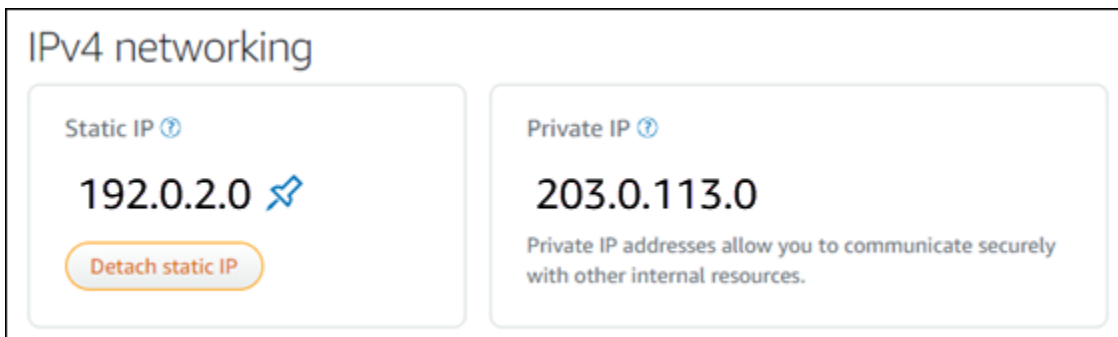 IPv4 networking
Static IP ?
Private IP ?
192.0.2.0
203.0.113.0
Detach static IP
Private IP addresses allow you to communicate securely
with other internal resources.